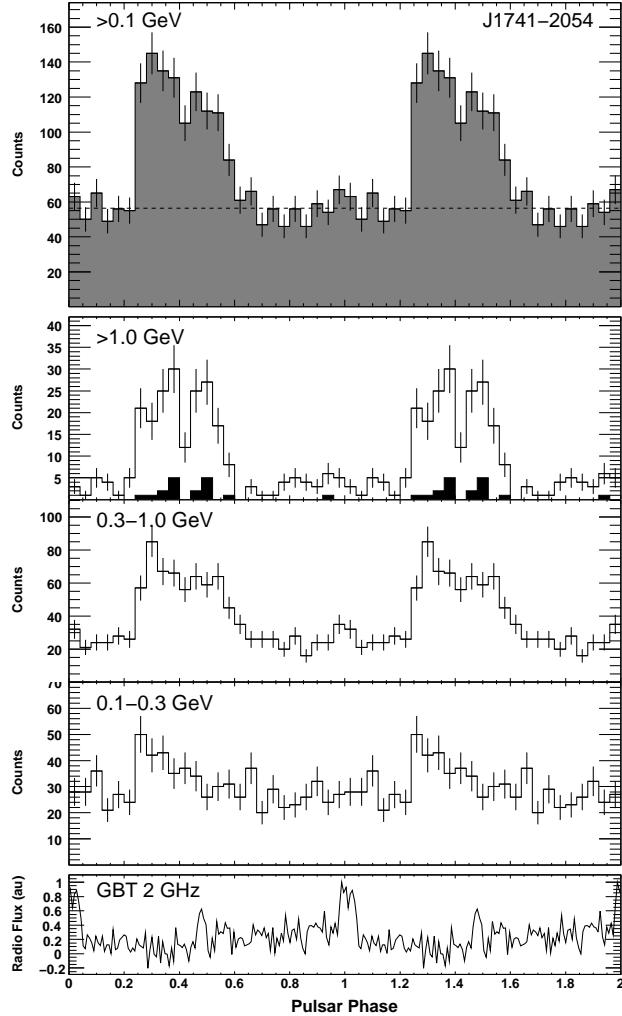 >0.1 GeV
J1741−2054
160
140
120
100
80
60
40
20
Counts
>1.0 GeV
40
35
30
25
20
15
10
5
Counts
0.3−1.0 GeV
100
80
60
40
20
Counts
0.1−0.3 GeV
70
60
50
40
30
20
10
0
Counts
GBT 2 GHz
1
0.8
0.6
0.4
0.2
0
−0.2
Radio Flux (au)
0 0.2 0.4 0.6 0.8 1 1.2 1.4 1.6 1.8 2
Pulsar Phase